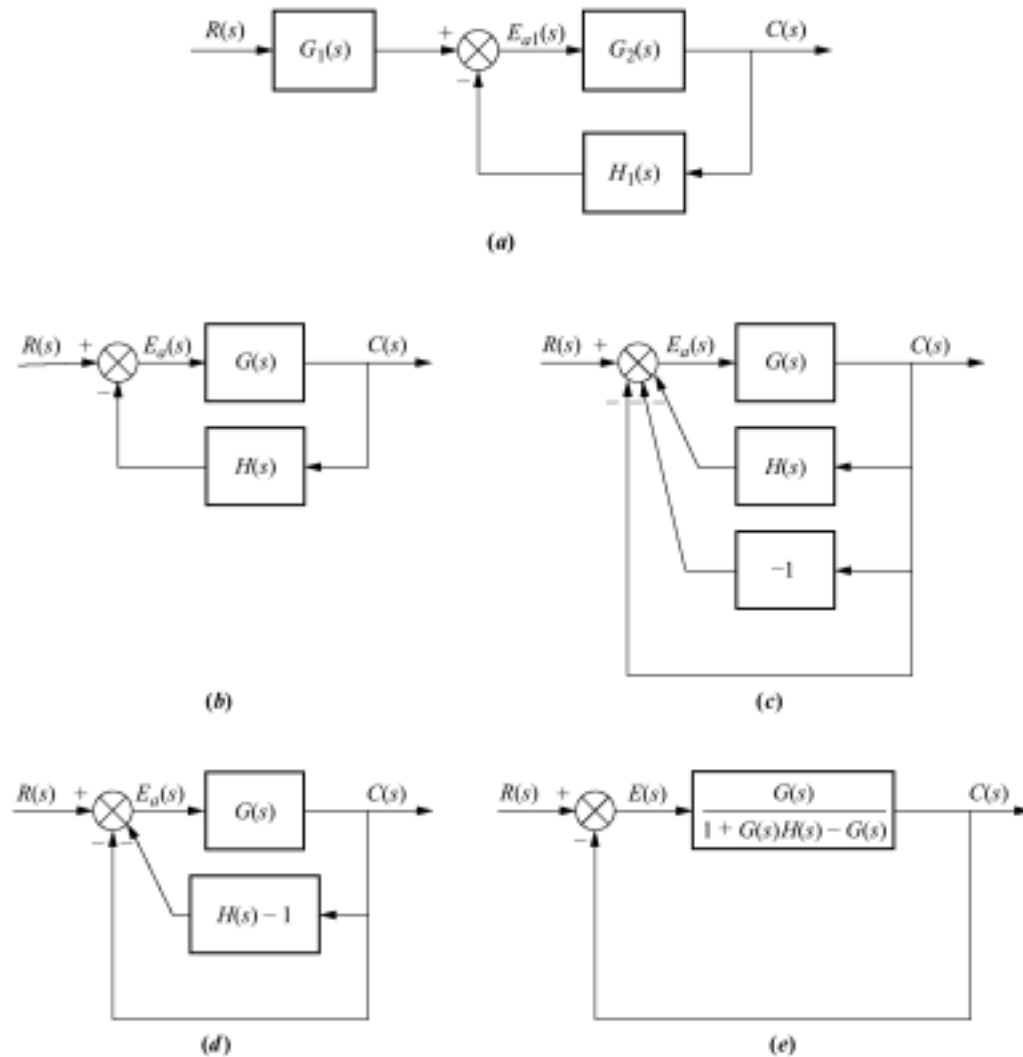 R(s) G₁(s) + − Eₐ₁(s) G₂(s) C(s)
H₁(s)
(a)
R(s) + − Eₐ(s) G(s) C(s)
H(s)
(b)
R(s) + − − − Eₐ(s) G(s) C(s)
H(s)
−1
(c)
R(s) + − − Eₐ(s) G(s) C(s)
H(s) − 1
(d)
R(s) + − E(s) G(s) C(s)
1 + G(s)H(s) − G(s)
(e)